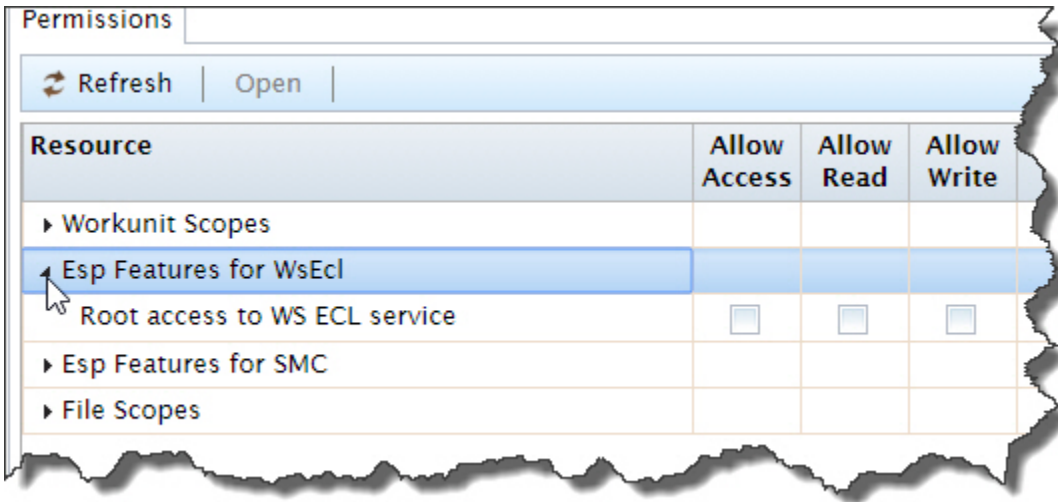 Permissions
Refresh Open
Resource Allow Access Allow Read Allow Write
Workunit Scopes
Esp Features for WsEcl
Root access to WS ECL service
Esp Features for SMC
File Scopes